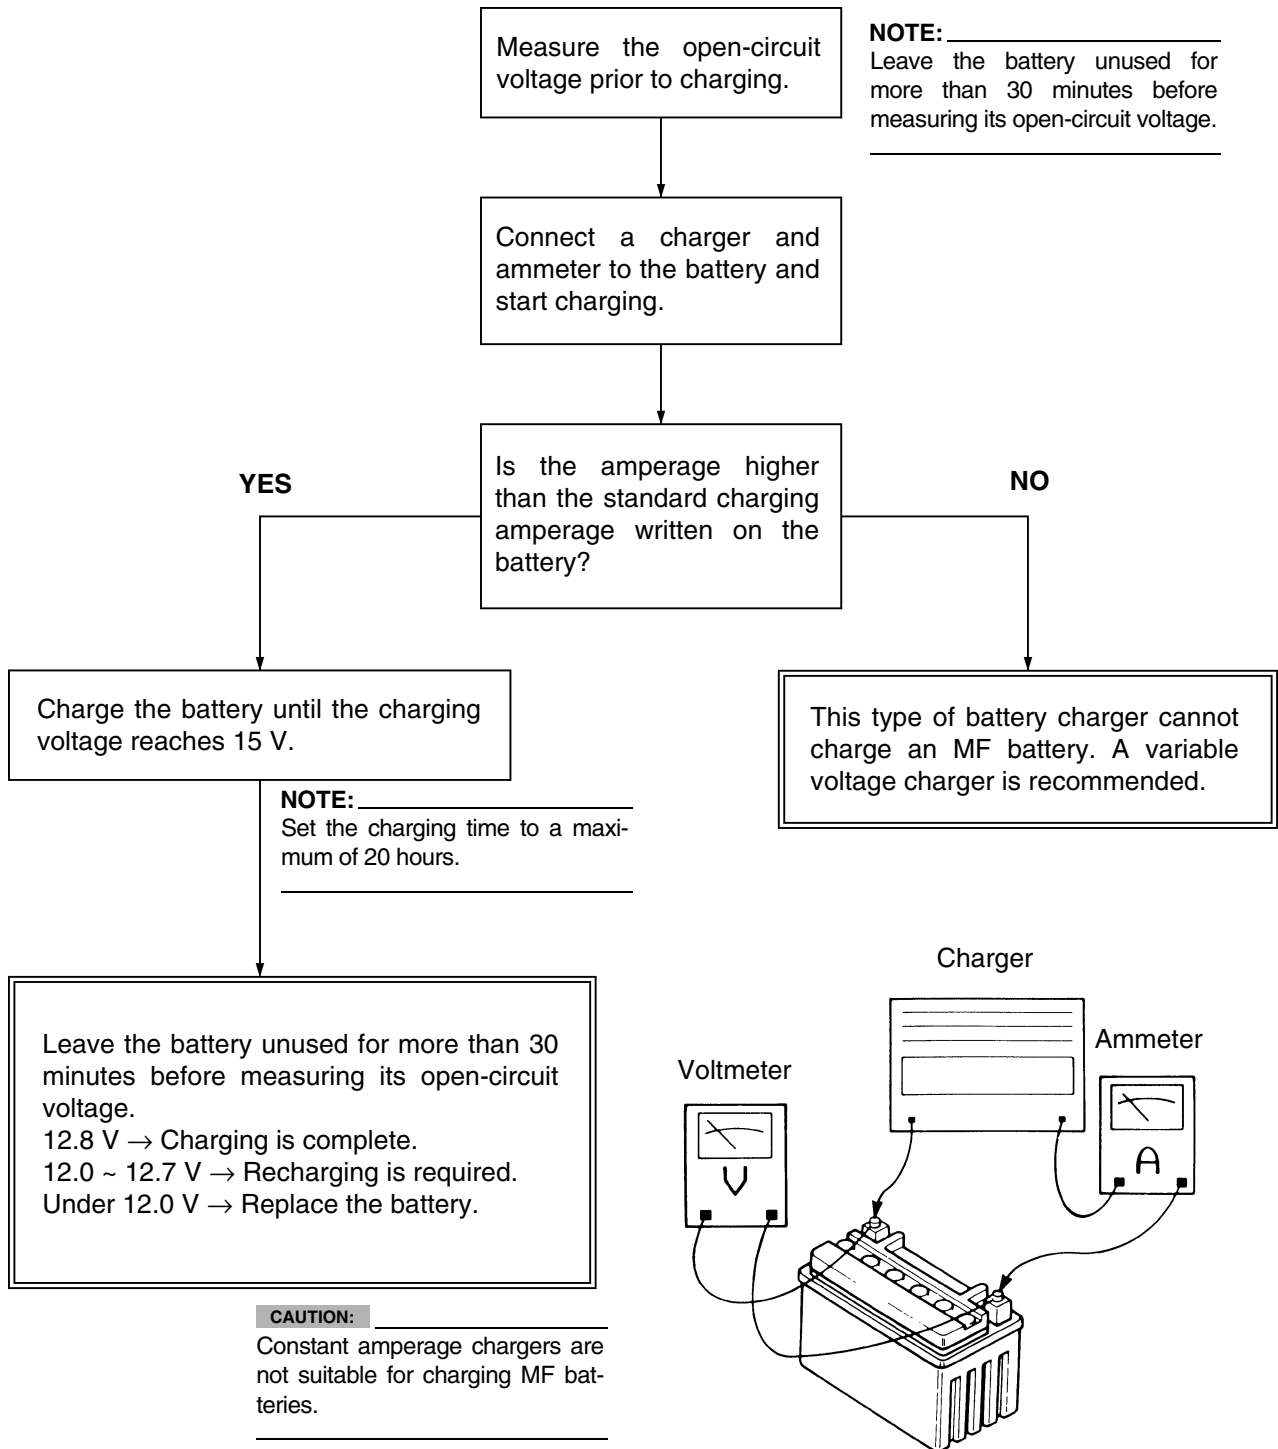 Measure the open-circuit
voltage prior to charging.
NOTE:
Leave the battery unused for
more than 30 minutes before
measuring its open-circuit voltage.
Connect a charger and
ammeter to the battery and
start charging.
Is the amperage higher
than the standard charging
amperage written on the
battery?
YES
NO
Charge the battery until the charging
voltage reaches 15 V.
This type of battery charger cannot
charge an MF battery. A variable
voltage charger is recommended.
NOTE:
Set the charging time to a maxi-
mum of 20 hours.
Leave the battery unused for more than 30
minutes before measuring its open-circuit
voltage.
12.8 V → Charging is complete.
12.0 ~ 12.7 V → Recharging is required.
Under 12.0 V → Replace the battery.
CAUTION:
Constant amperage chargers are
not suitable for charging MF bat-
teries.
Charger
Ammeter
Voltmeter
V
A